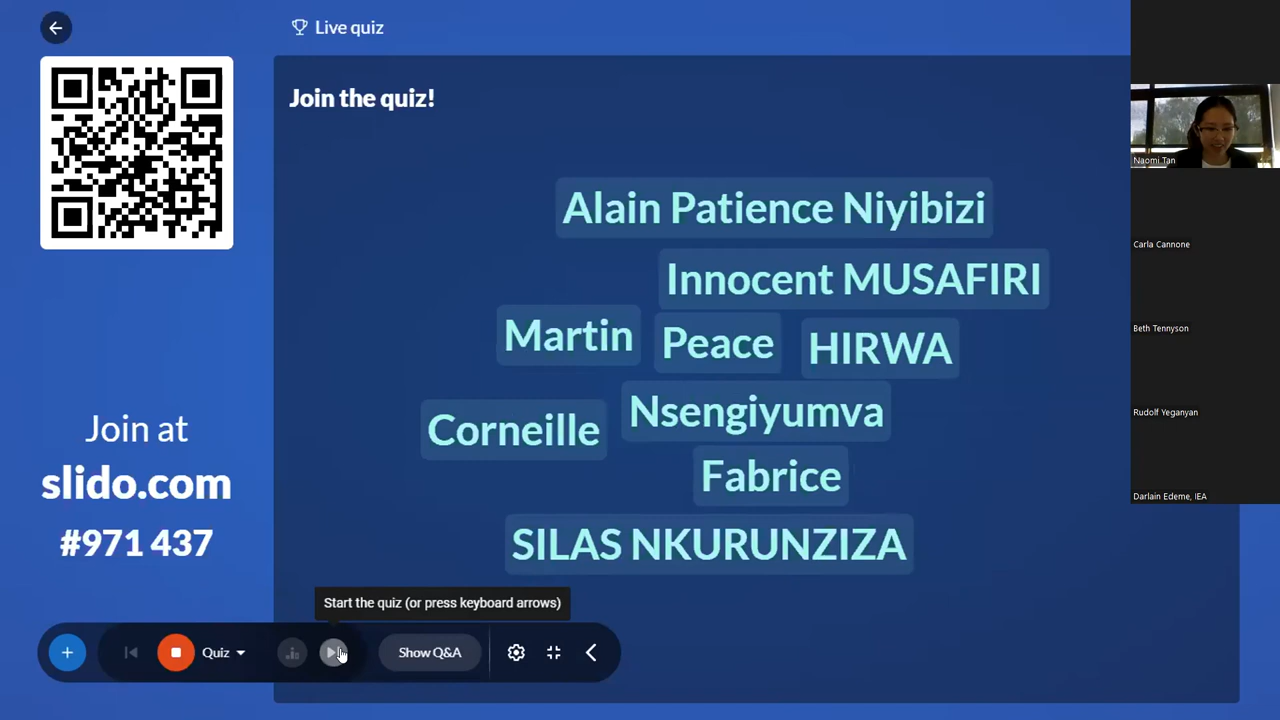 Live quiz
Join the quiz!
Alain Patience Niyibizi
Innocent MUSAFIRI
Martin
Peace
HIRWA
Corneille
Nsengiyumva
Fabrice
SILAS NKURUNZIZA
Join at
slido.com
#971 437
Start the quiz (or press keyboard arrows)
Quiz
Show Q&A
Naomi Tan
Carla Cannone
Beth Tennyson
Rudolf Yeganyan
Darlain Edeme, IEA